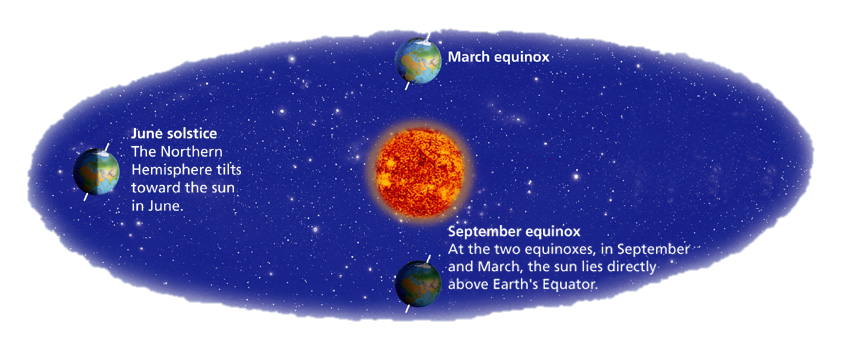 March equinox
June solstice
The Northern
Hemisphere tilts
toward the sun
in June.
September equinox
At the two equinoxes, in September
and March, the sun lies directly
above Earth's Equator.